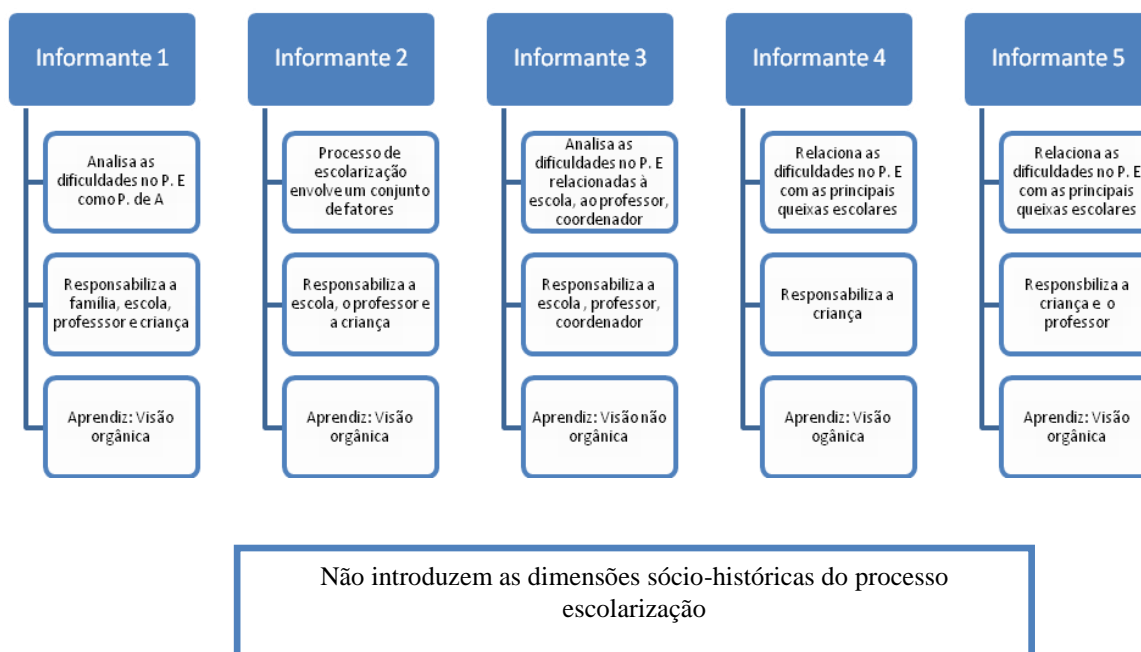 Informante 1
Analisa as
dificuldades no P. E
como P. de A
Responsabiliza a
família, escola,
professsor e criança
Aprendiz: Visão
orgânica
Informante 2
Processo de
escolarização
envolve um conjunto
de fatores
Responsabiliza a
escola, o professor e
a criança
Aprendiz: Visão
orgânica
Informante 3
Analisa as
dificuldades no P. E
relacionadas à
escola, ao professor,
coordenador
Responsabiliza a
escola , professor,
coordenador
Aprendiz: Visão não
orgânica
Informante 4
Relaciona as
dificuldades no P. E
com as principais
queixas escolares
Responsabiliza a
criança
Aprendiz: Visão
ogânica
Informante 5
Relaciona as
dificuldades no P. E
com as principais
queixas escolares
Responsbiliza a
criança e o
professor
Aprendiz: Visão
orgânica
Não introduzem as dimensões sócio-históricas do processo
escolarização